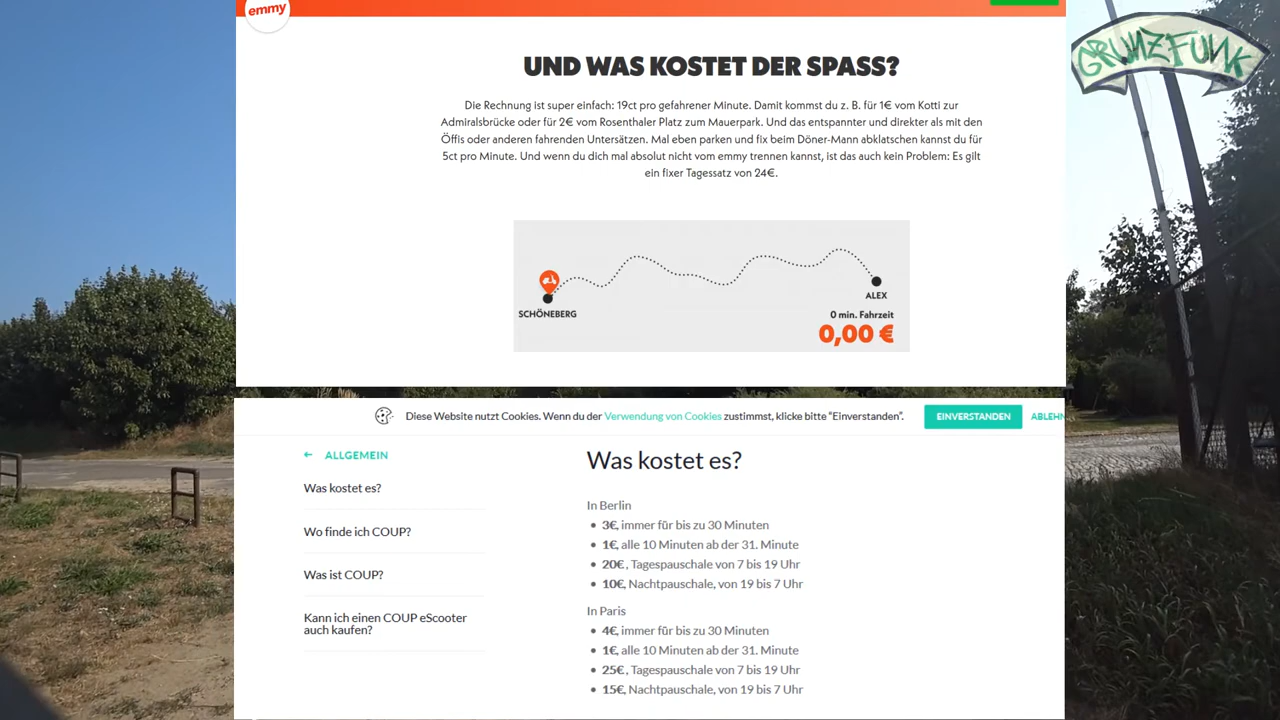 emmy
GRUNZFUNK
UND WAS KOSTET DER SPASS?
Die Rechnung ist super einfach: 19ct pro gefahrener Minute. Damit kommst du z. B. für 1€ vom Kotti zur
Admiralsbrücke oder für 2€ vom Rosenthaler Platz zum Mauerpark. Und das entspannter und direkter als mit den
Öffis oder anderen fahrenden Untersätzen. Mal eben parken und fix beim Döner-Mann abklatschen kannst du für
5ct pro Minute. Und wenn du dich mal absolut nicht vom emmy trennen kannst, ist das auch kein Problem: Es gilt
ein fixer Tagessatz von 24€.
SCHÖNEBERG
ALEX
0 min. Fahrzeit
0,00 €
Diese Website nutzt Cookies. Wenn du der Verwendung von Cookies zustimmst, klicke bitte “Einverstanden”.
EINVERSTANDEN
ABLEHN
← ALLGEMEIN
Was kostet es?
Wo finde ich COUP?
Was ist COUP?
Kann ich einen COUP eScooter
auch kaufen?
Was kostet es?
In Berlin
• 3€, immer für bis zu 30 Minuten
• 1€, alle 10 Minuten ab der 31. Minute
• 20€ , Tagespauschale von 7 bis 19 Uhr
• 10€, Nachtpauschale, von 19 bis 7 Uhr
In Paris
• 4€, immer für bis zu 30 Minuten
• 1€, alle 10 Minuten ab der 31. Minute
• 25€ , Tagespauschale von 7 bis 19 Uhr
• 15€, Nachtpauschale, von 19 bis 7 Uhr